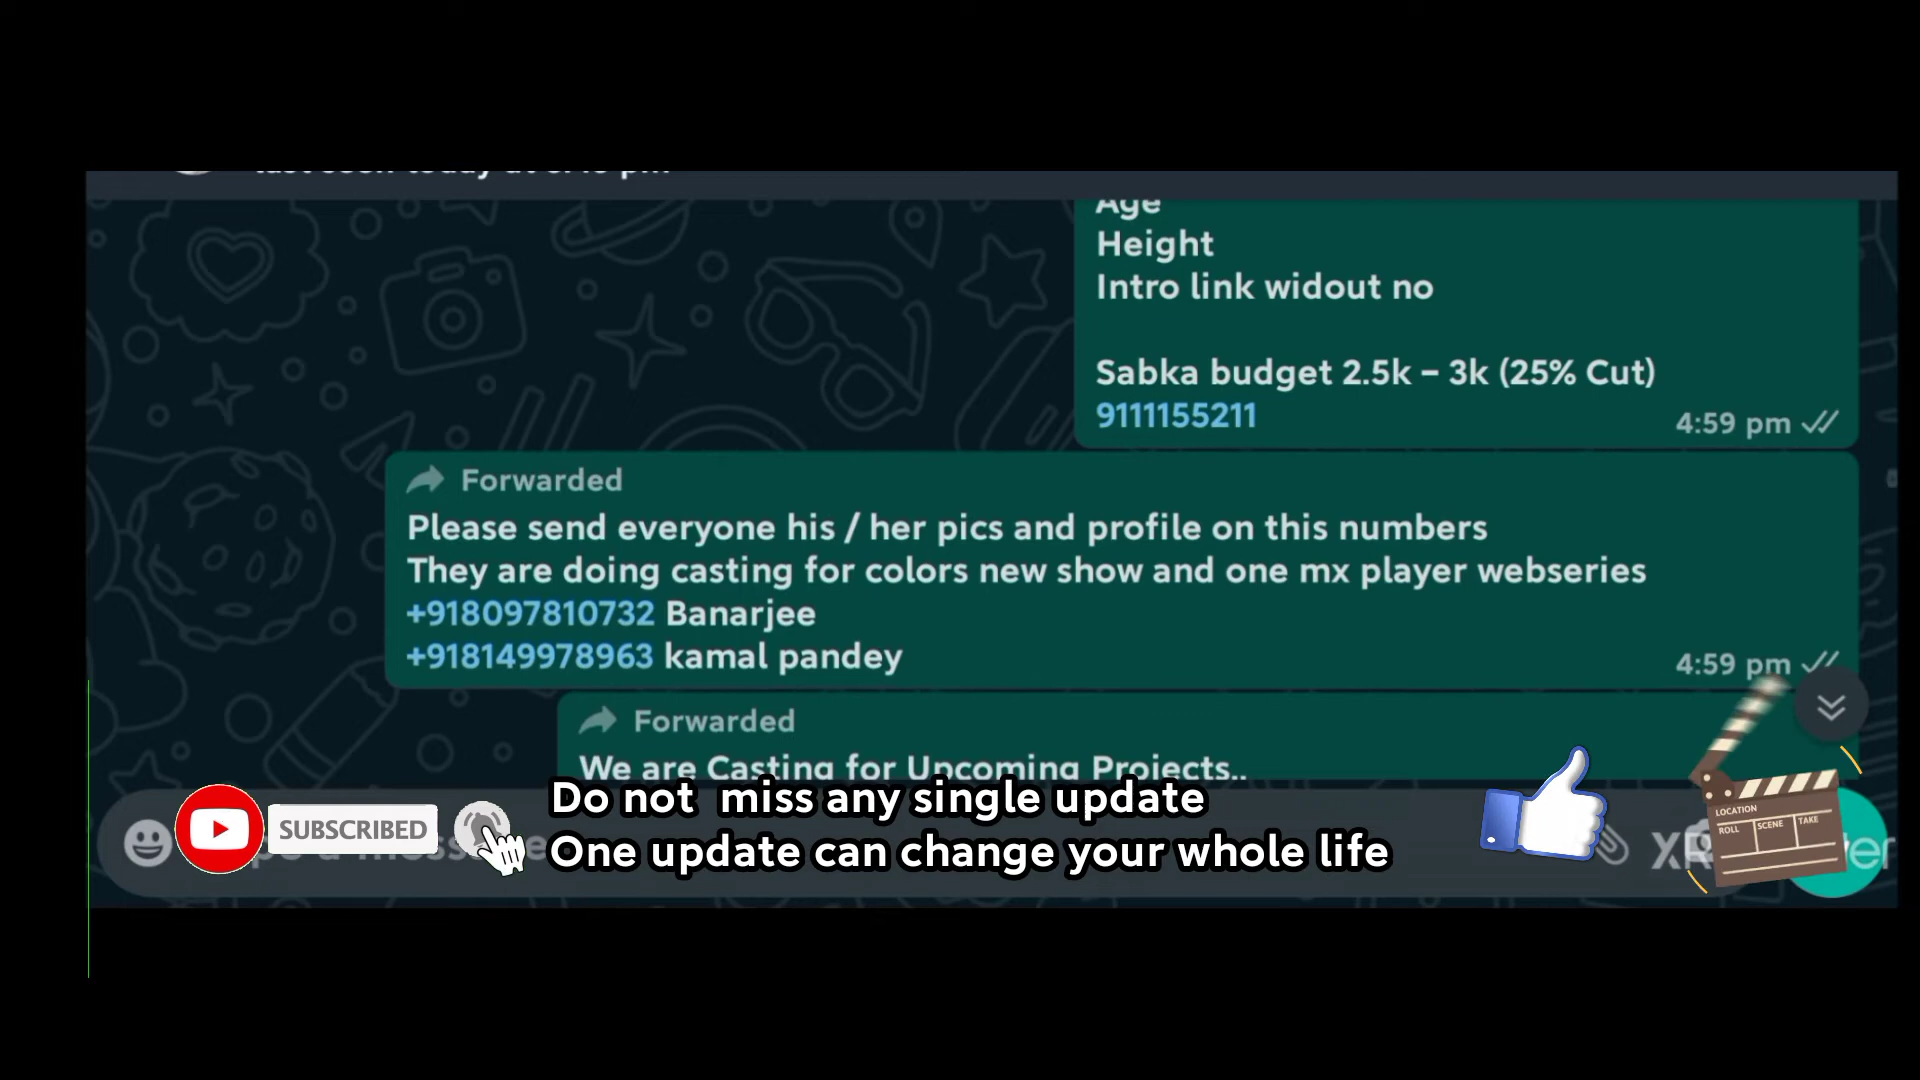 Age
Height
Intro link widout no
Sabka budget 2.5k – 3k (25% Cut)
9111155211
4:59 pm
Forwarded
Please send everyone his / her pics and profile on this numbers
They are doing casting for colors new show and one mx player webseries
+918097810732 Banarjee
+918149978963 kamal pandey
4:59 pm
Forwarded
We are Casting for Upcoming Projects..
SUBSCRIBED
Do not miss any single update
One update can change your whole life
LOCATION
ROLL
SCENE
TAKE